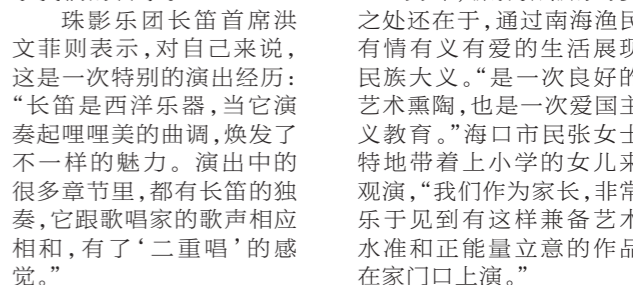 珠影乐团长笛首席洪
文菲则表示，对自己来说，
这是一次特别的演出经历：
“长笛是西洋乐器，当它演
奏起哩哩美的曲调，焕发了
不一样的魅力。演出中的
很多章节里，都有长笛的独
奏，它跟歌唱家的歌声相应
相和，有了‘二重唱’的感
觉。”
之处还在于，通过南海渔民
有情有义有爱的生活展现
民族大义。“是一次良好的
艺术熏陶，也是一次爱国主
义教育。”海口市民张女士
特地带着上小学的女儿来
观演，“我们作为家长，非常
乐于见到有这样兼备艺术
水准和正能量立意的作品
在家门口上演。”